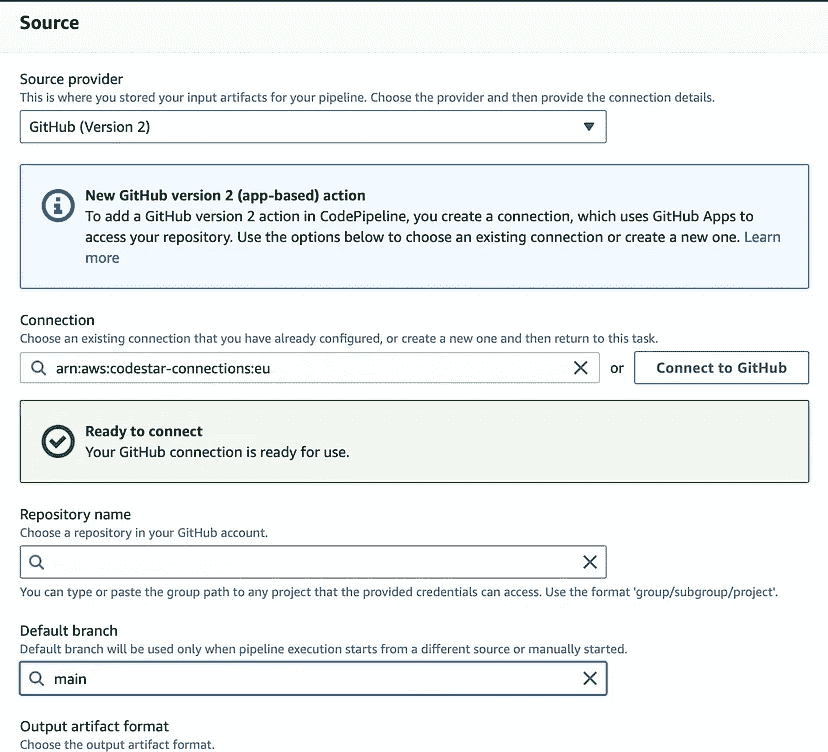 Source
Source provider
This is where you stored your input artifacts for your pipeline. Choose the provider and then provide the connection details.
GitHub (Version 2)
New GitHub version 2 (app-based) action
To add a GitHub version 2 action in CodePipeline, you create a connection, which uses GitHub Apps to
access your repository. Use the options below to choose an existing connection or create a new one. Learn
more
Connection
Choose an existing connection that you have already configured, or create a new one and then return to this task.
arn:aws:codestar-connections:eu
or
Connect to GitHub
Ready to connect
Your GitHub connection is ready for use.
Repository name
Choose a repository in your GitHub account.
You can type or paste the group path to any project that the provided credentials can access. Use the format 'group/subgroup/project'.
Default branch
Default branch will be used only when pipeline execution starts from a different source or manually started.
main
Output artifact format
Choose the output artifact format.